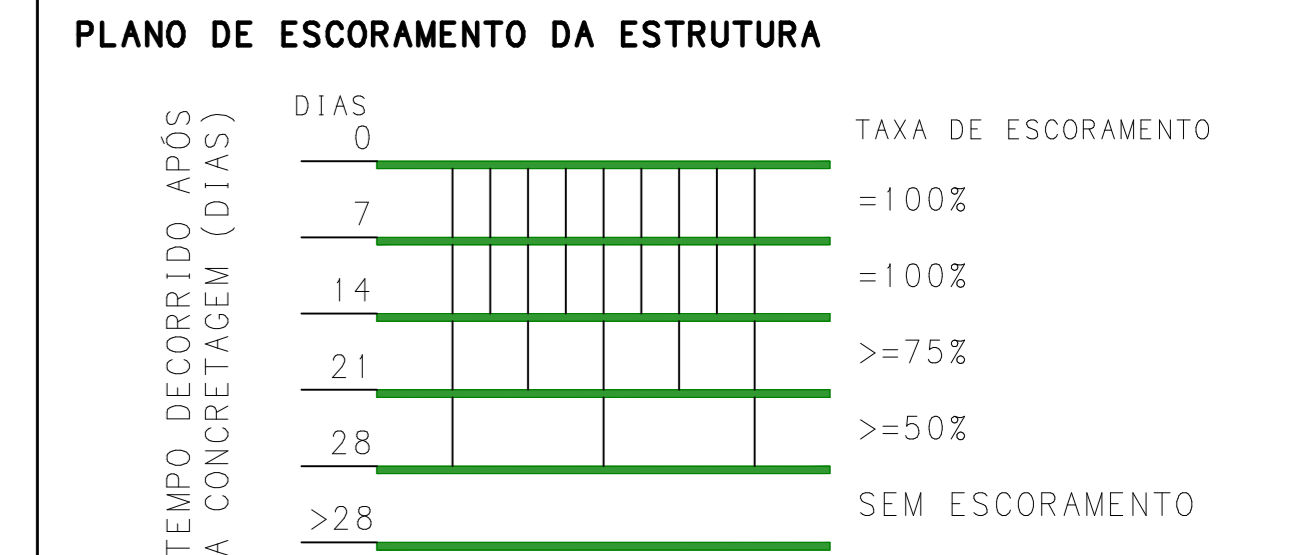 PLANO DE ESCORAMENTO DA ESTRUTURA
TEMPO DECORRIDO APÓS
A CONCRETAGEM (DIAS)
DIAS
0
TAXA DE ESCORAMENTO
=100%
7
=100%
14
>=75%
21
>=50%
28
SEM ESCORAMENTO
>28